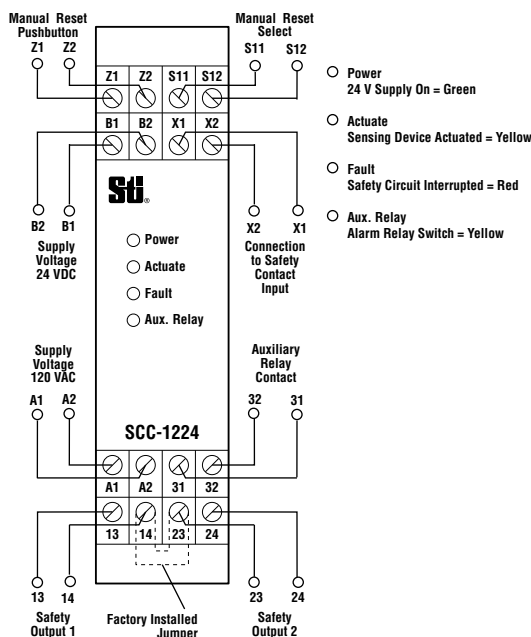 Manual Reset
Pushbutton
Z1 Z2
Manual Reset
Select
S11 S12
Z1 Z2 S11 S12
B1 B2 X1 X2
Sti®
B2 B1
Supply
Voltage
24 VDC
X2 X1
Connection
to Safety
Contact
Input
Power
Actuate
Fault
Aux. Relay
Supply
Voltage
120 VAC
A1 A2
Auxiliary
Relay
Contact
32 31
SCC-1224
A1 A2 31 32
13 14 23 24
13 14
Safety
Output 1
Factory Installed
Jumper
23 24
Safety
Output 2
Power
24 V Supply On = Green
Actuate
Sensing Device Actuated = Yellow
Fault
Safety Circuit Interrupted = Red
Aux. Relay
Alarm Relay Switch = Yellow